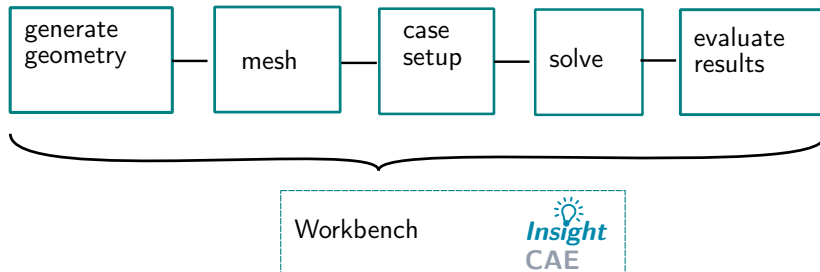 generate
geometry
mesh
case
setup
solve
evaluate
results
Workbench
Insight
CAE